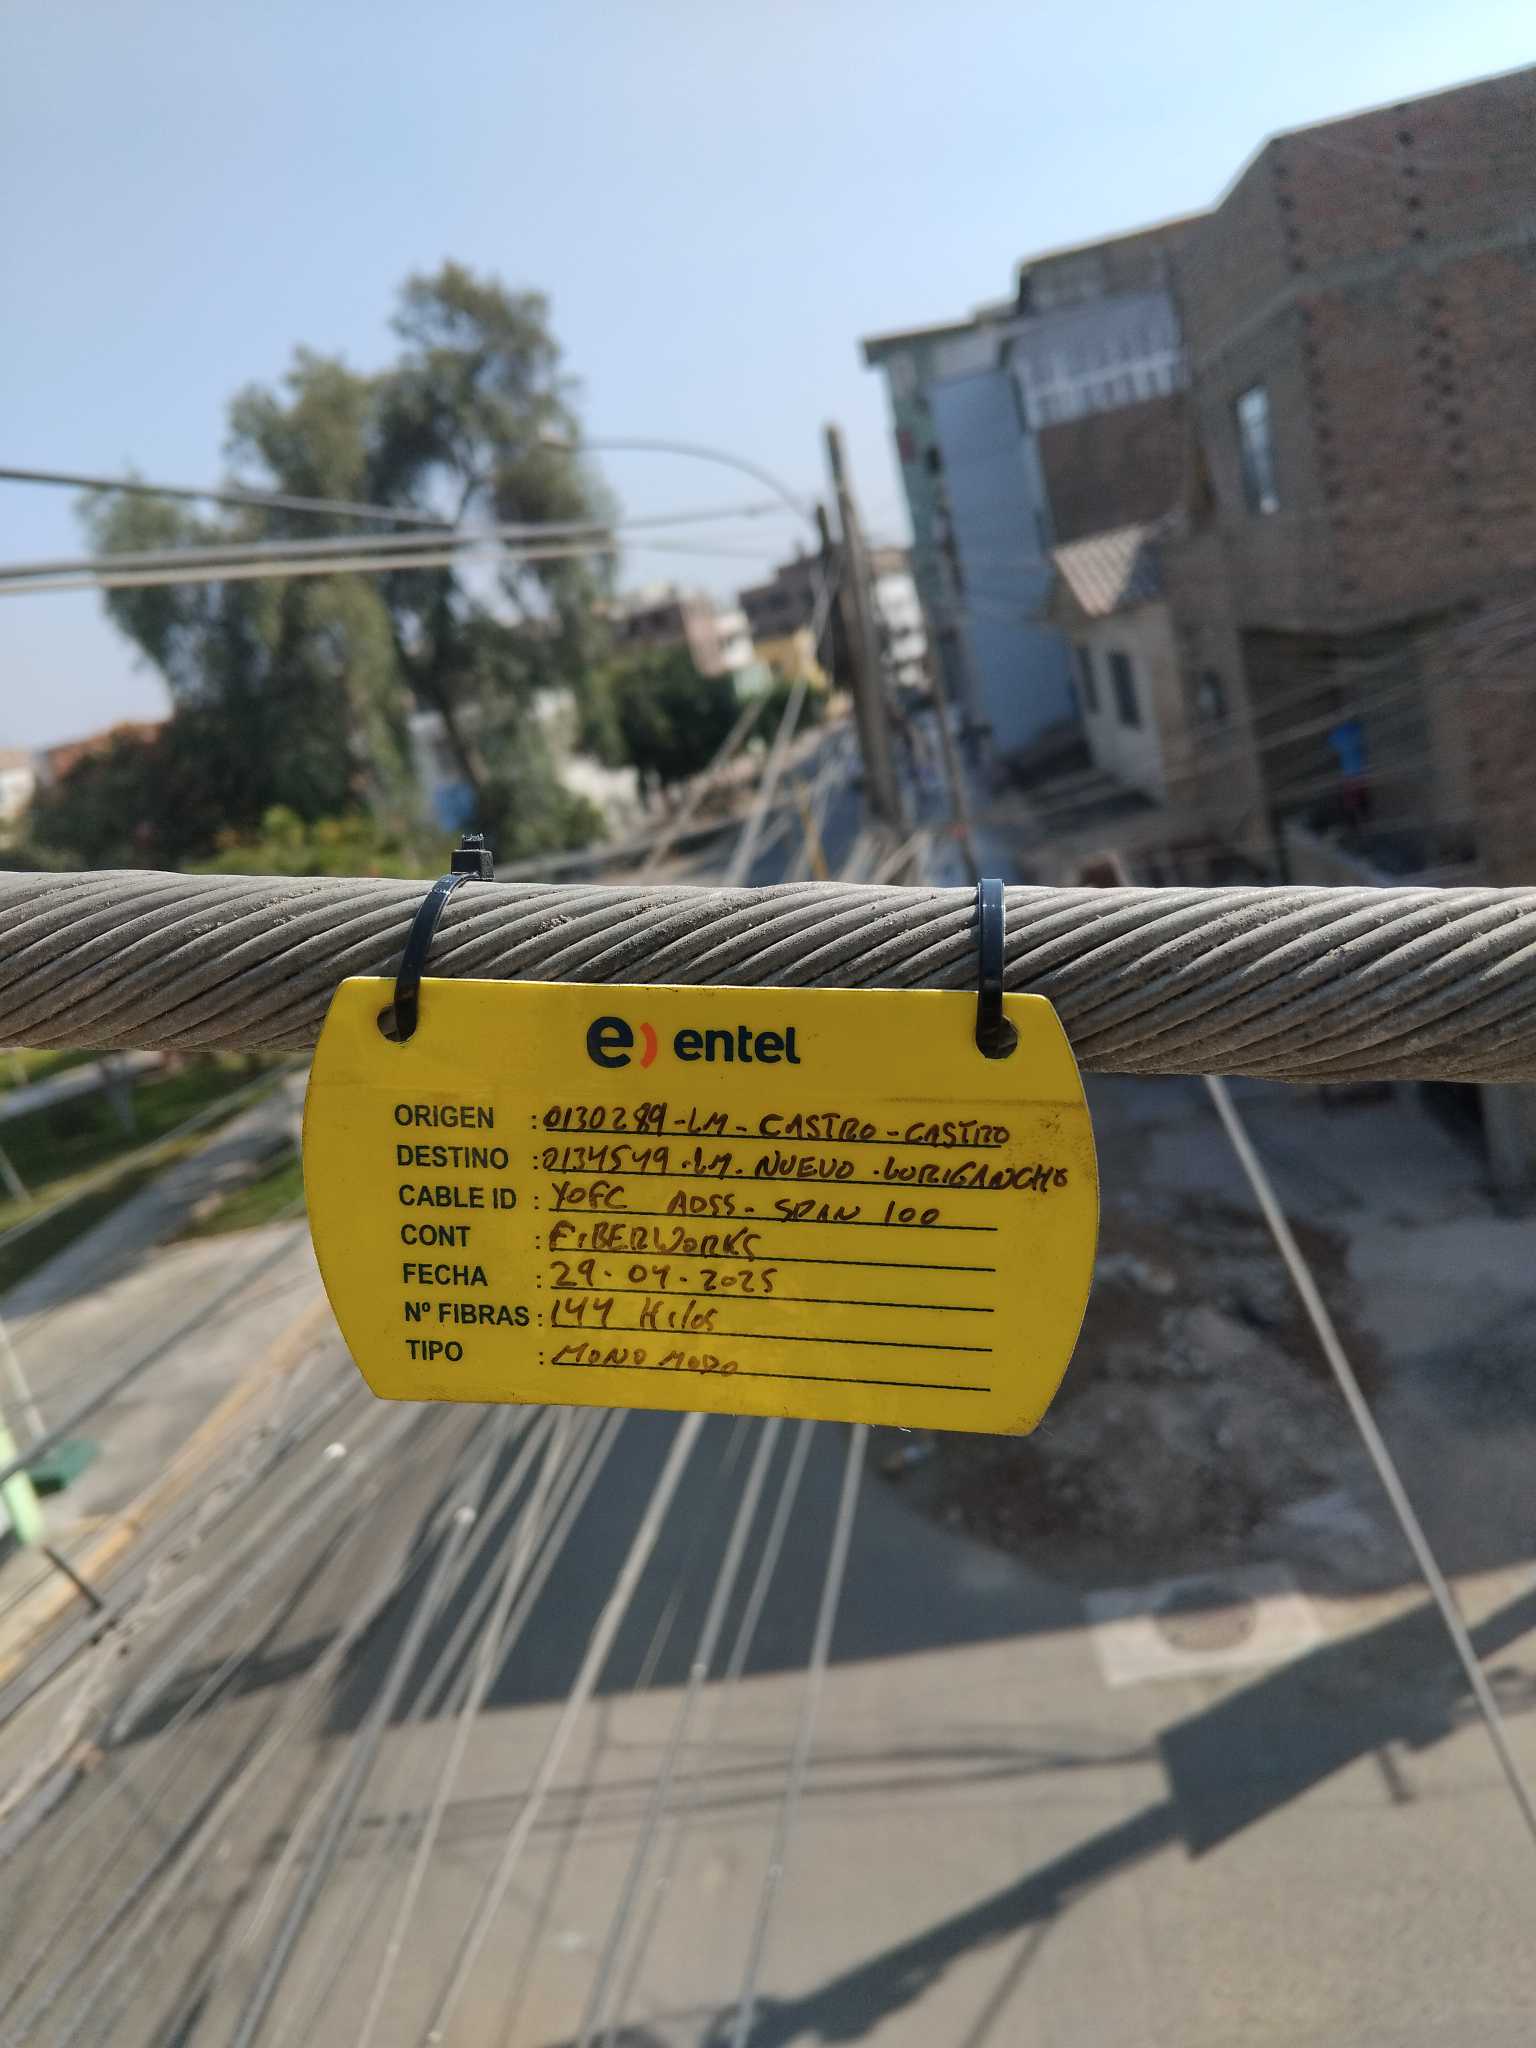 e) entel
ORIGEN : 0130289-LM-CASTRO-CASTRO
DESTINO : 0134549-LM-NUEVO-LURIGANCHO
CABLE ID : YOFC ADSS-SPAN 100
CONT : FiBERWORKS
FECHA : 29-04-2025
Nº FIBRAS : 144 Hilos
TIPO : MONO MODO